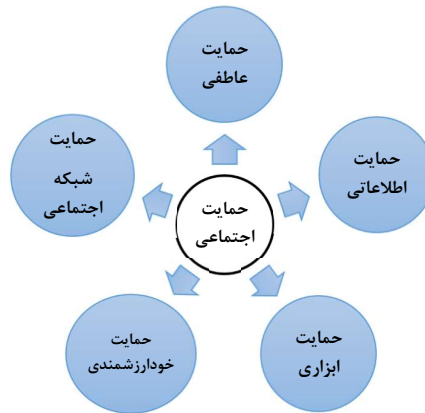 حمایت
عاطفی
حمایت
اطلاعاتی
حمایت
ابزاری
حمایت
خودارزشمندی
حمایت
شبکه
اجتماعی
حمایت
اجتماعی